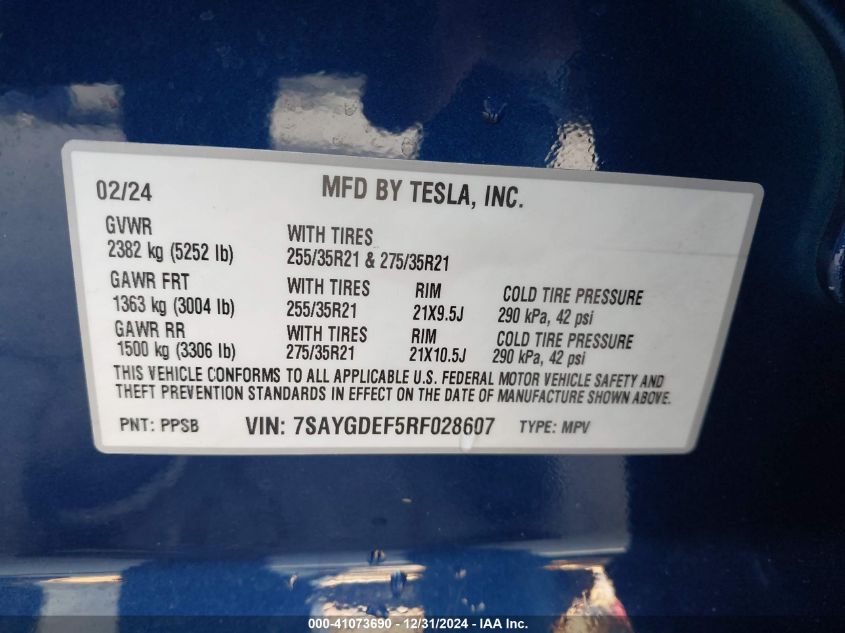 02/24 MFD BY TESLA, INC.
GVWR
2382 kg (5252 lb) WITH TIRES
255/35R21 & 275/35R21
GAWR FRT WITH TIRES RIM COLD TIRE PRESSURE
1363 kg (3004 lb) 255/35R21 21X9.5J 290 kPa, 42 psi
GAWR RR WITH TIRES RIM COLD TIRE PRESSURE
1500 kg (3306 lb) 275/35R21 21X10.5J 290 kPa, 42 psi
THIS VEHICLE CONFORMS TO ALL APPLICABLE U.S. FEDERAL MOTOR VEHICLE SAFETY AND
THEFT PREVENTION STANDARDS IN EFFECT ON THE DATE OF MANUFACTURE SHOWN ABOVE.
PNT: PPSB VIN: 7SAYGDEF5RF028607 TYPE: MPV
000-41073690 - 12/31/2024 - IAA Inc.